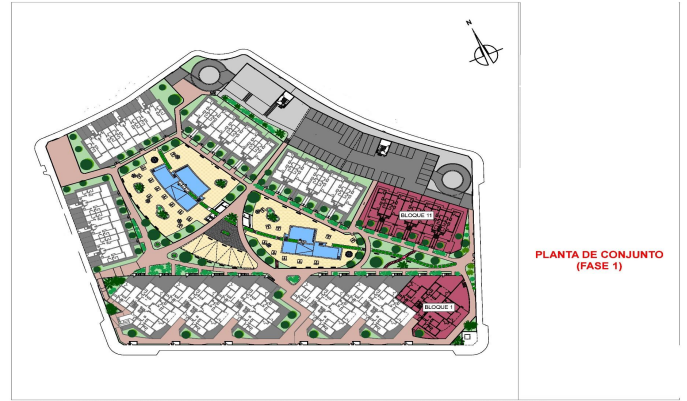 N
BLOQUE 11
PLANTA DE CONJUNTO
(FASE 1)
BLOQUE 1